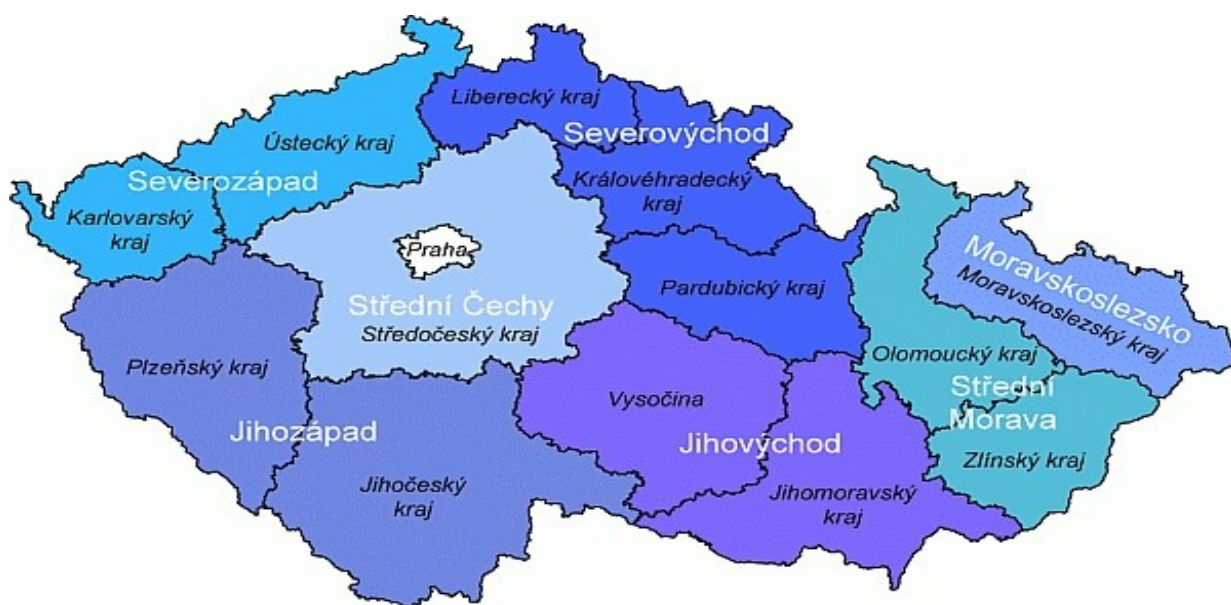 Liberecký kraj
Severovýchod
Ústecký kraj
Severozápad
Královéhradecký
kraj
Karlovarský
kraj
Praha
Moravskoslezsko
Moravskoslezský kraj
Pardubický kraj
Střední Čechy
Středočeský kraj
Plzeňský kraj
Olomoucký kraj
Střední
Morava
Vysočina
Jihozápad
Jihovýchod
Zlínský kraj
Jihočeský
kraj
Jihomoravský
kraj